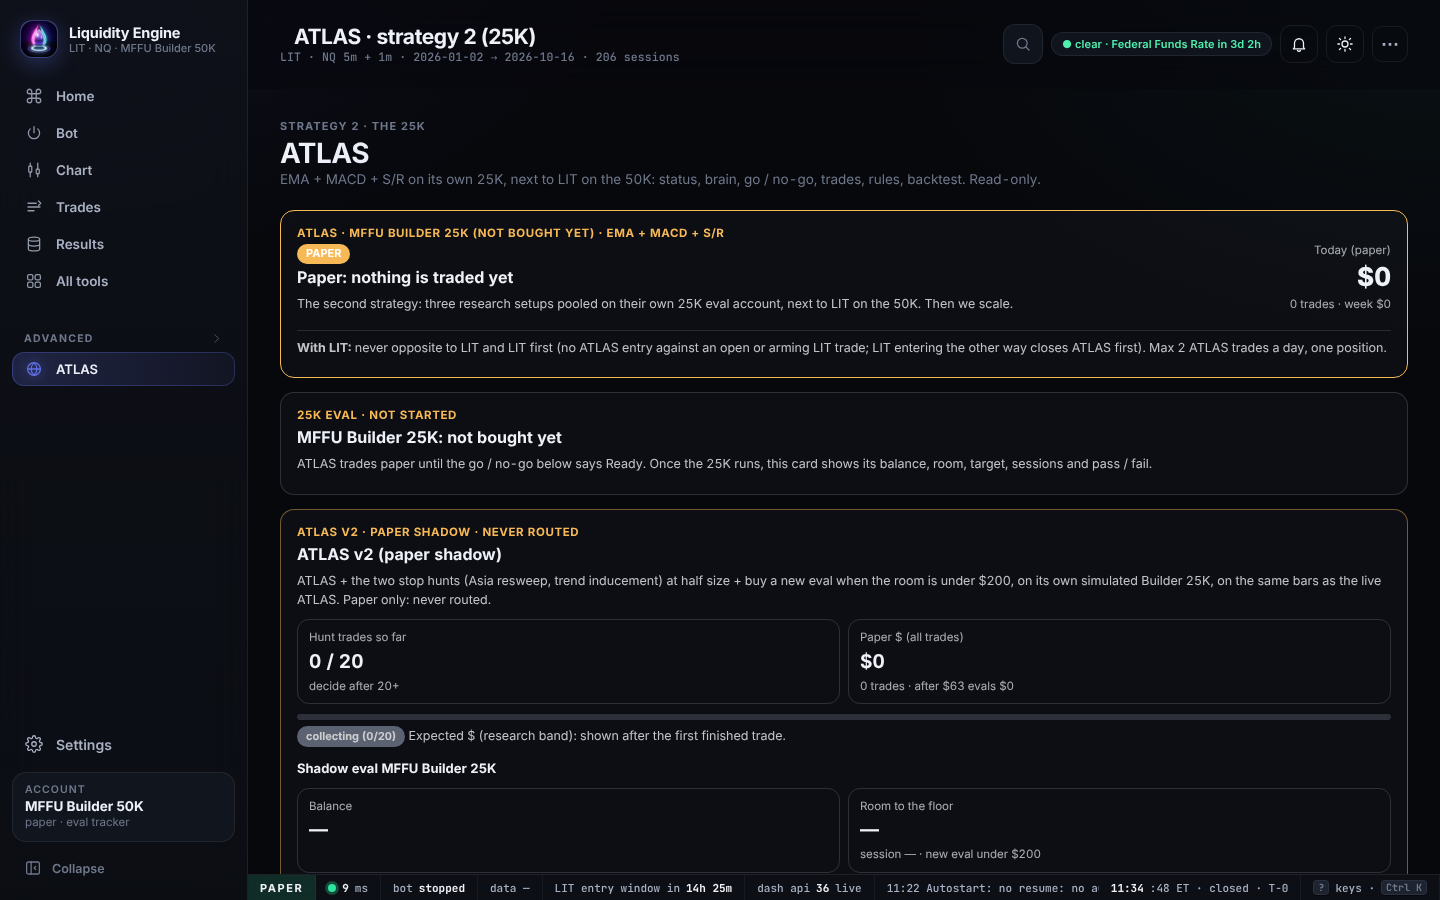 Liquidity Engine
LIT · NQ · MFFU Builder 50K
Home
Bot
Chart
Trades
Results
All tools
ADVANCED
ATLAS
Settings
ACCOUNT
MFFU Builder 50K
paper · eval tracker
Collapse
ATLAS · strategy 2 (25K)
LIT · NQ 5m + 1m · 2026-01-02 → 2026-10-16 · 206 sessions
clear · Federal Funds Rate in 3d 2h
STRATEGY 2 · THE 25K
ATLAS
EMA + MACD + S/R on its own 25K, next to LIT on the 50K: status, brain, go / no-go, trades, rules, backtest. Read-only.
ATLAS · MFFU BUILDER 25K (NOT BOUGHT YET) · EMA + MACD + S/R
PAPER
Paper: nothing is traded yet
The second strategy: three research setups pooled on their own 25K eval account, next to LIT on the 50K. Then we scale.
Today (paper)
$0
0 trades · week $0
With LIT: never opposite to LIT and LIT first (no ATLAS entry against an open or arming LIT trade; LIT entering the other way closes ATLAS first). Max 2 ATLAS trades a day, one position.
25K EVAL · NOT STARTED
MFFU Builder 25K: not bought yet
ATLAS trades paper until the go / no-go below says Ready. Once the 25K runs, this card shows its balance, room, target, sessions and pass / fail.
ATLAS V2 · PAPER SHADOW · NEVER ROUTED
ATLAS v2 (paper shadow)
ATLAS + the two stop hunts (Asia resweep, trend inducement) at half size + buy a new eval when the room is under $200, on its own simulated Builder 25K, on the same bars as the live
ATLAS. Paper only: never routed.
Hunt trades so far
0 / 20
decide after 20+
Paper $ (all trades)
$0
0 trades · after $63 evals $0
collecting (0/20) Expected $ (research band): shown after the first finished trade.
Shadow eval MFFU Builder 25K
Balance
—
Room to the floor
—
session — · new eval under $200
PAPER
9 ms
bot stopped
data —
LIT entry window in 14h 25m
dash api 36 live
11:22 Autostart: no resume: no a
11:34 :48 ET · closed · T-0
? keys · Ctrl K